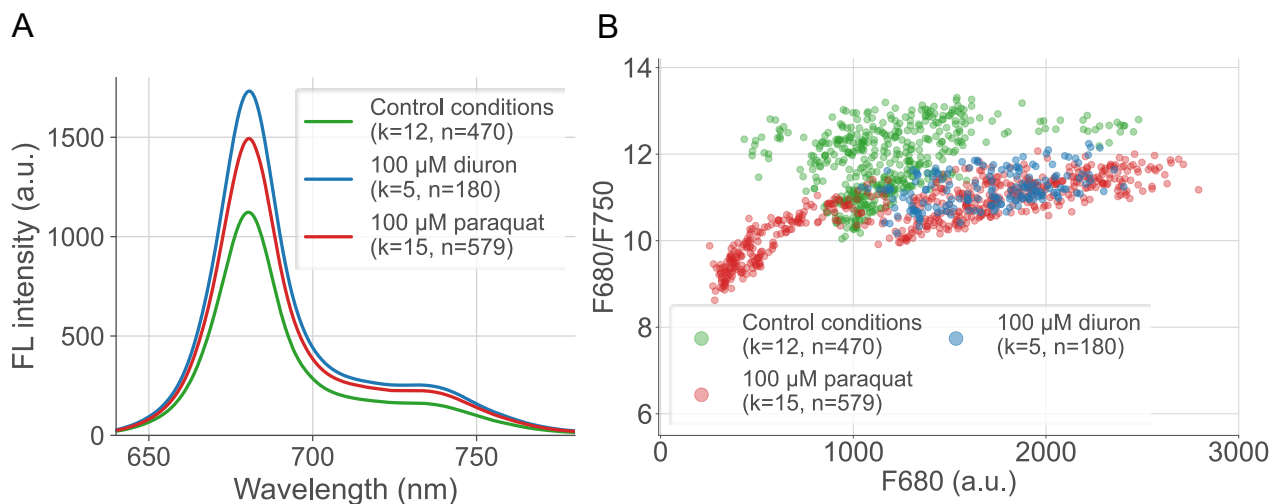 A
FL intensity (a.u.)
1500
1000
500
0
650
700
750
Wavelength (nm)
Control conditions
(k=12, n=470)
100 µM diuron
(k=5, n=180)
100 µM paraquat
(k=15, n=579)
B
F680/F750
14
12
10
8
6
0
1000
2000
3000
F680 (a.u.)
Control conditions
(k=12, n=470)
100 µM paraquat
(k=15, n=579)
100 µM diuron
(k=5, n=180)